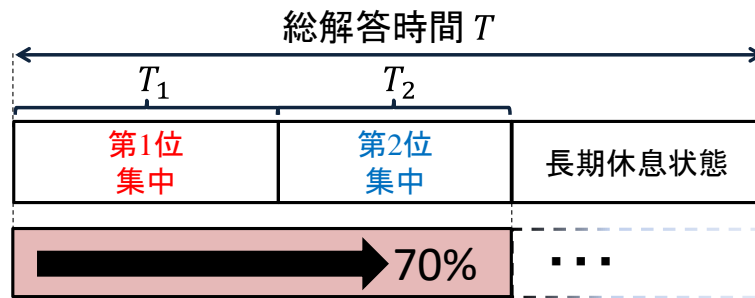 総解答時間 T
T₁
T₂
第1位
集中
第2位
集中
長期休息状態
70%
・・・